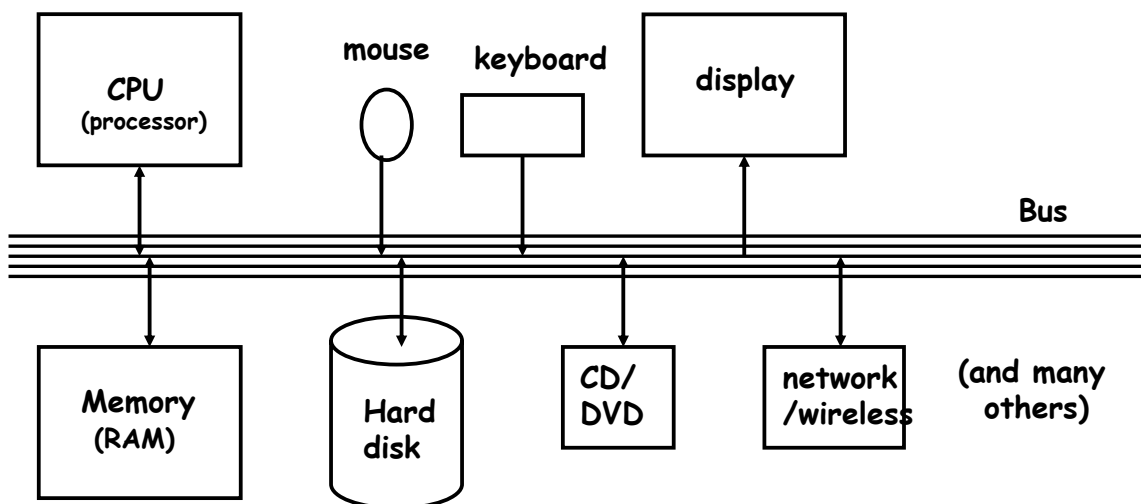 CPU
(processor)
mouse
keyboard
display
Bus
Memory
(RAM)
Hard
disk
CD/
DVD
network
/wireless
(and many
others)